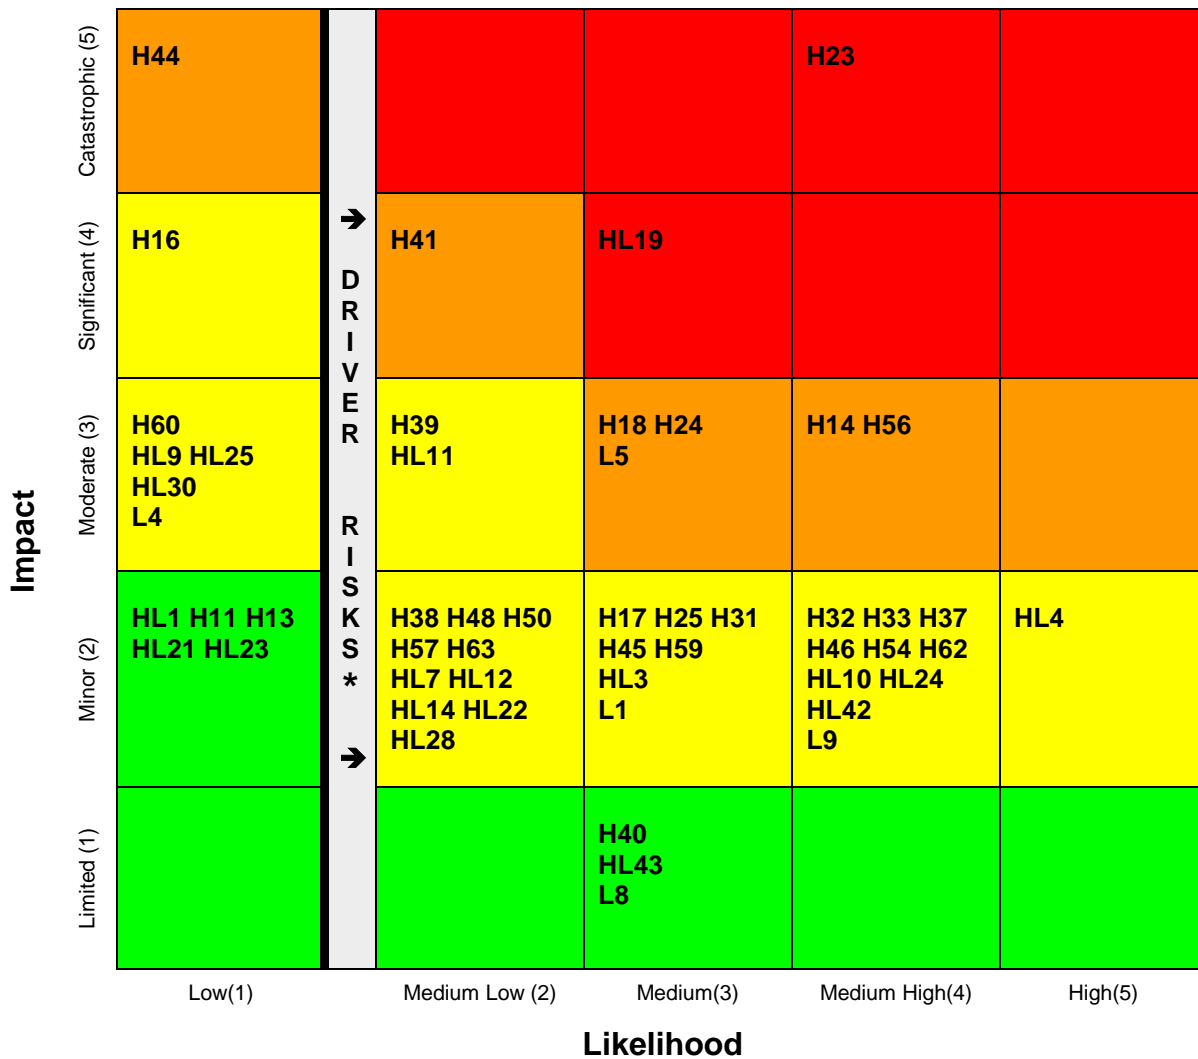 Impact
Catastrophic (5)
H44
H23
Significant (4)
H16
H41
HL19
Moderate (3)
H60
HL9 HL25
HL30
L4
H39
HL11
H18 H24
L5
H14 H56
Minor (2)
HL1 H11 H13
HL21 HL23
H38 H48 H50
H57 H63
HL7 HL12
HL14 HL22
HL28
H17 H25 H31
H45 H59
HL3
L1
H32 H33 H37
H46 H54 H62
HL10 HL24
HL42
L9
HL4
Limited (1)
H40
HL43
L8
➔
D
R
I
V
E
R
R
I
S
K
S
*
➔
Low(1)
Medium Low (2)
Medium(3)
Medium High(4)
High(5)
Likelihood